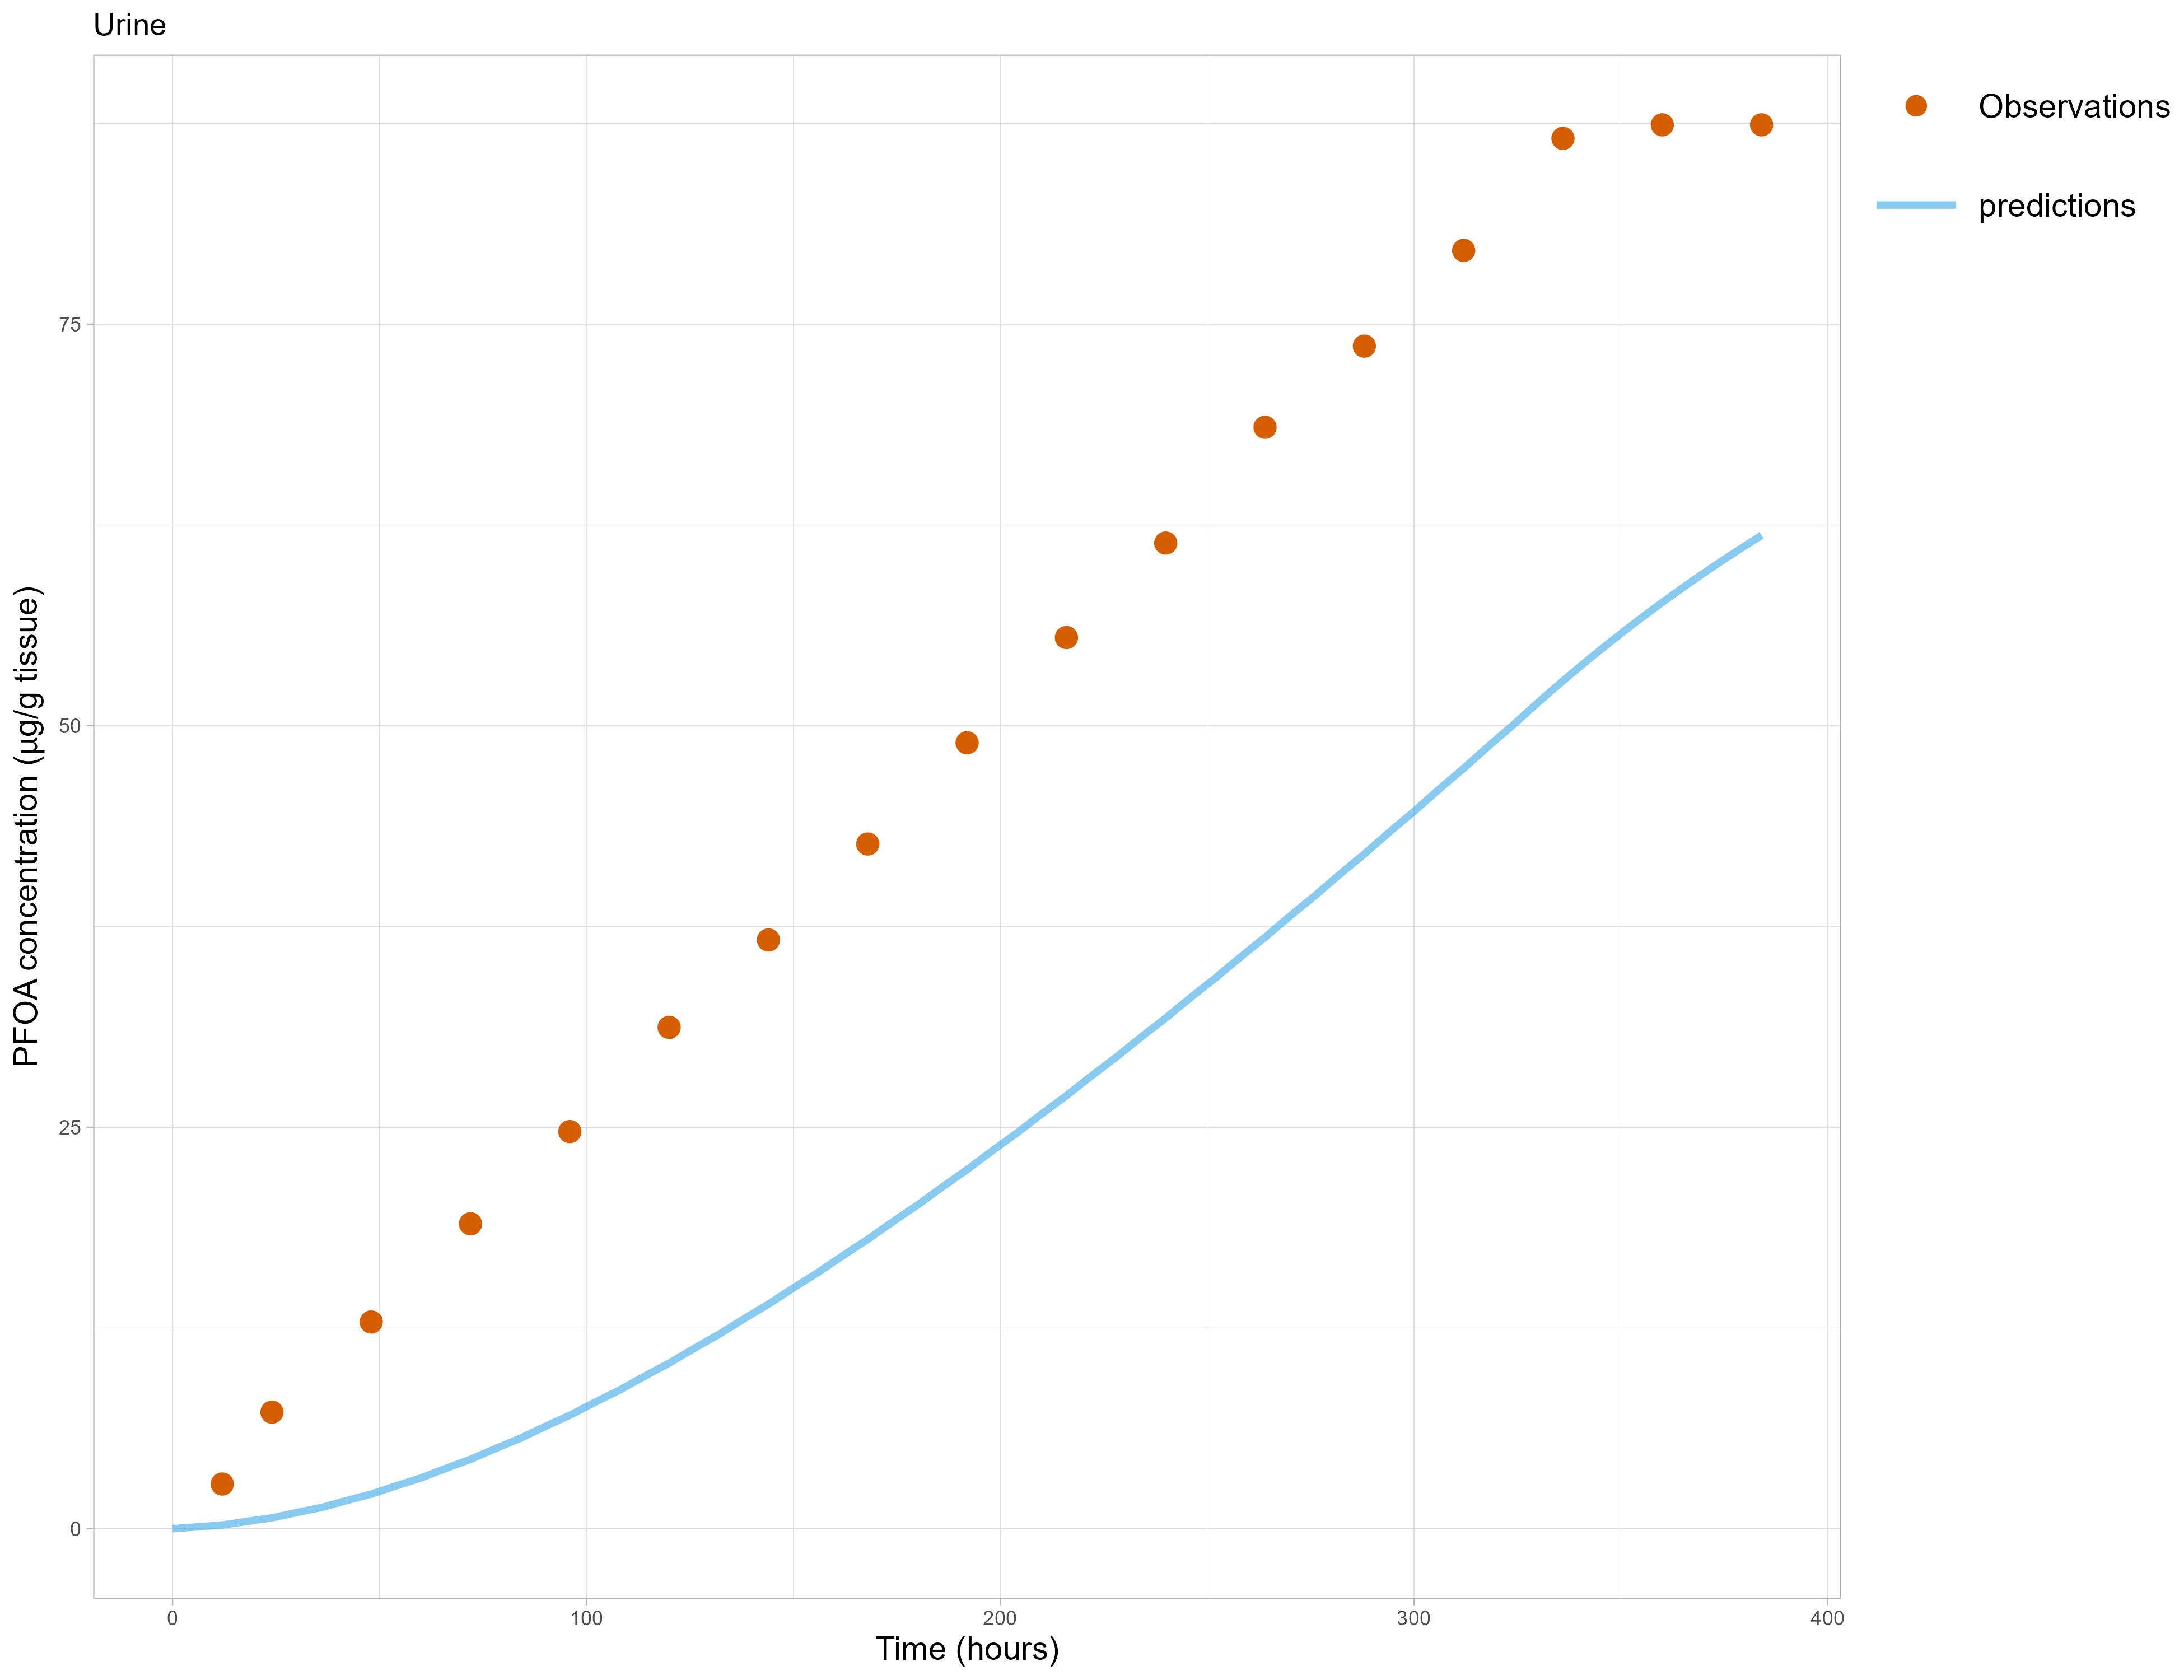 Urine
Observations
predictions
PFOA concentration (µg/g tissue)
75
50
25
0
0
100
200
300
400
Time (hours)